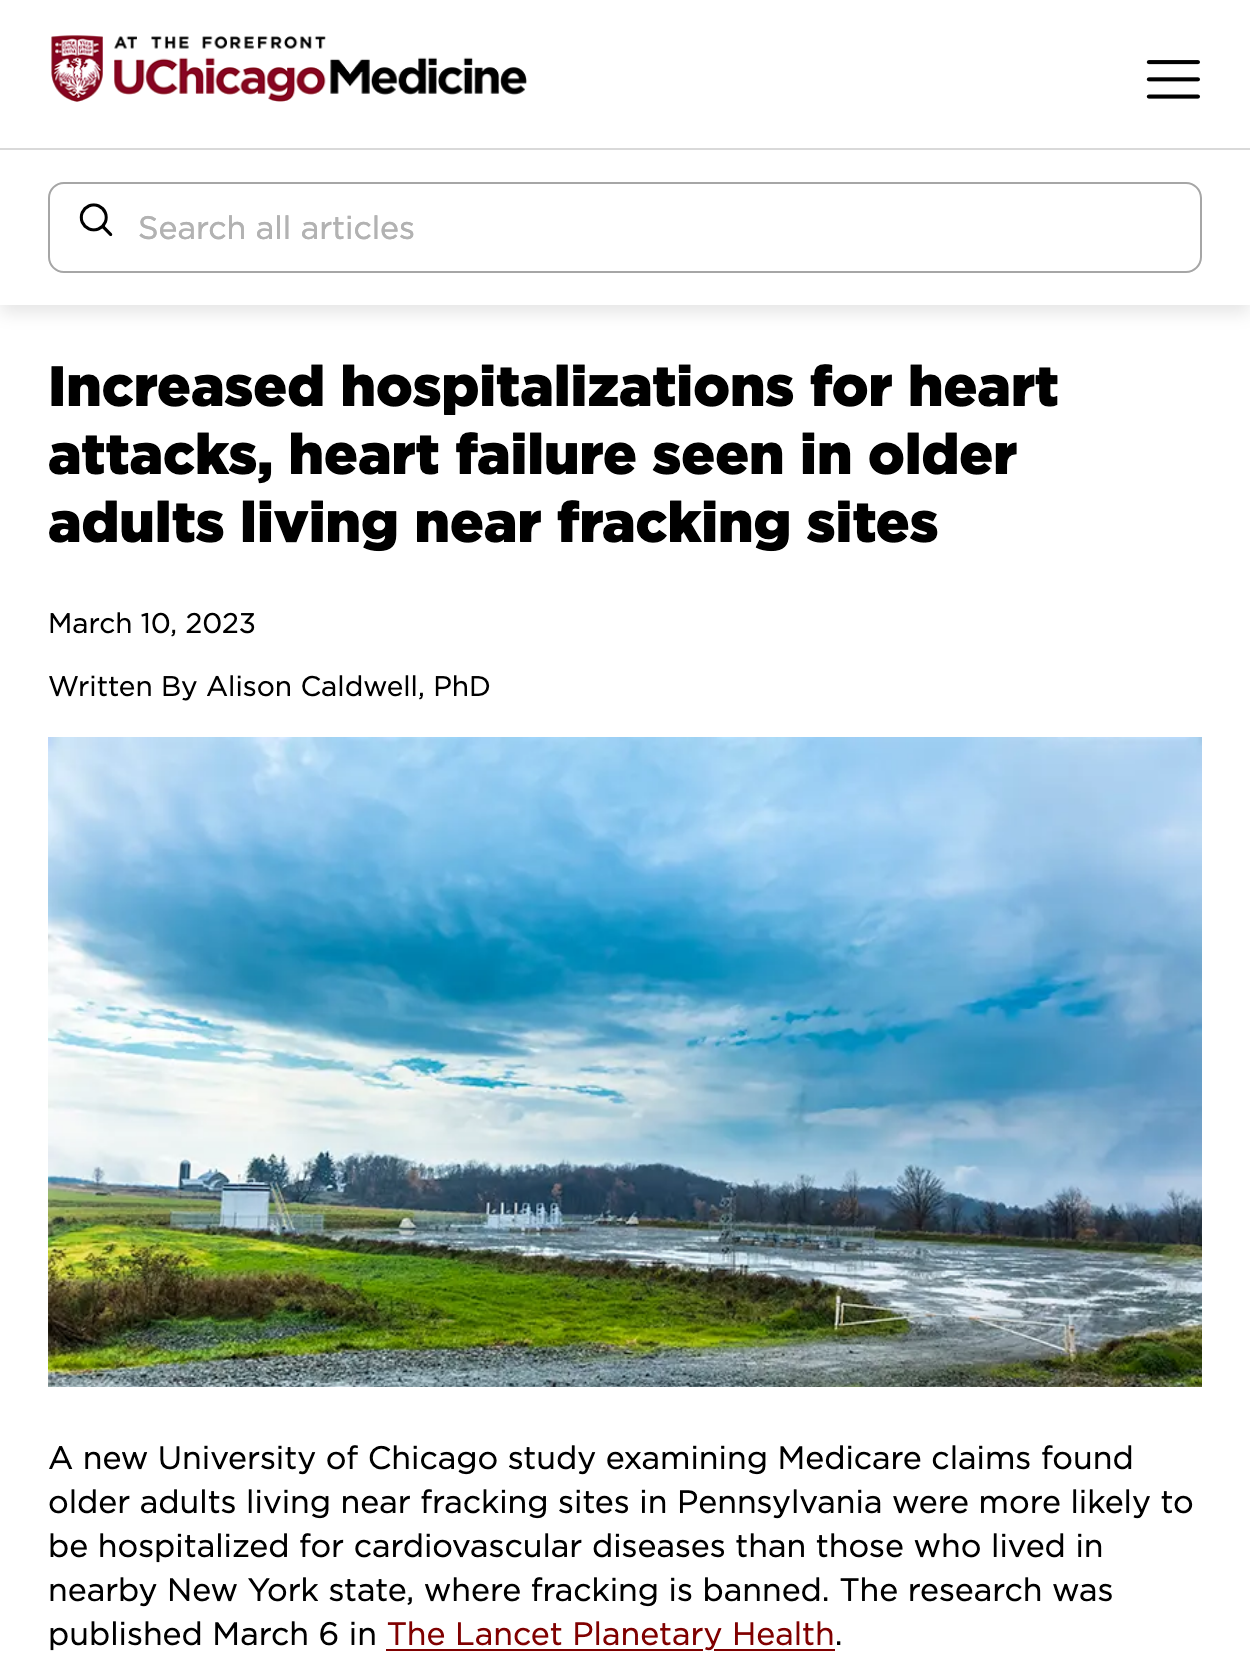 AT THE FOREFRONT
UChicagoMedicine
Search all articles
Increased hospitalizations for heart
attacks, heart failure seen in older
adults living near fracking sites
March 10, 2023
Written By Alison Caldwell, PhD
A new University of Chicago study examining Medicare claims found
older adults living near fracking sites in Pennsylvania were more likely to
be hospitalized for cardiovascular diseases than those who lived in
nearby New York state, where fracking is banned. The research was
published March 6 in The Lancet Planetary Health.